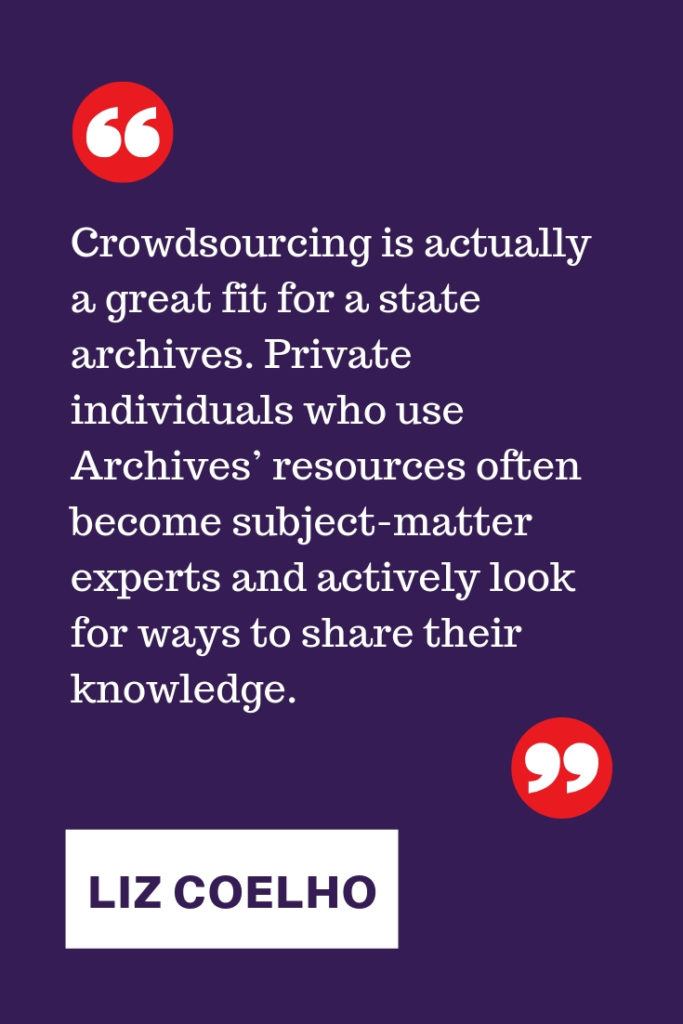 “
Crowdsourcing is actually
a great fit for a state
archives. Private
individuals who use
Archives’ resources often
become subject-matter
experts and actively look
for ways to share their
knowledge.
”
LIZ COELHO